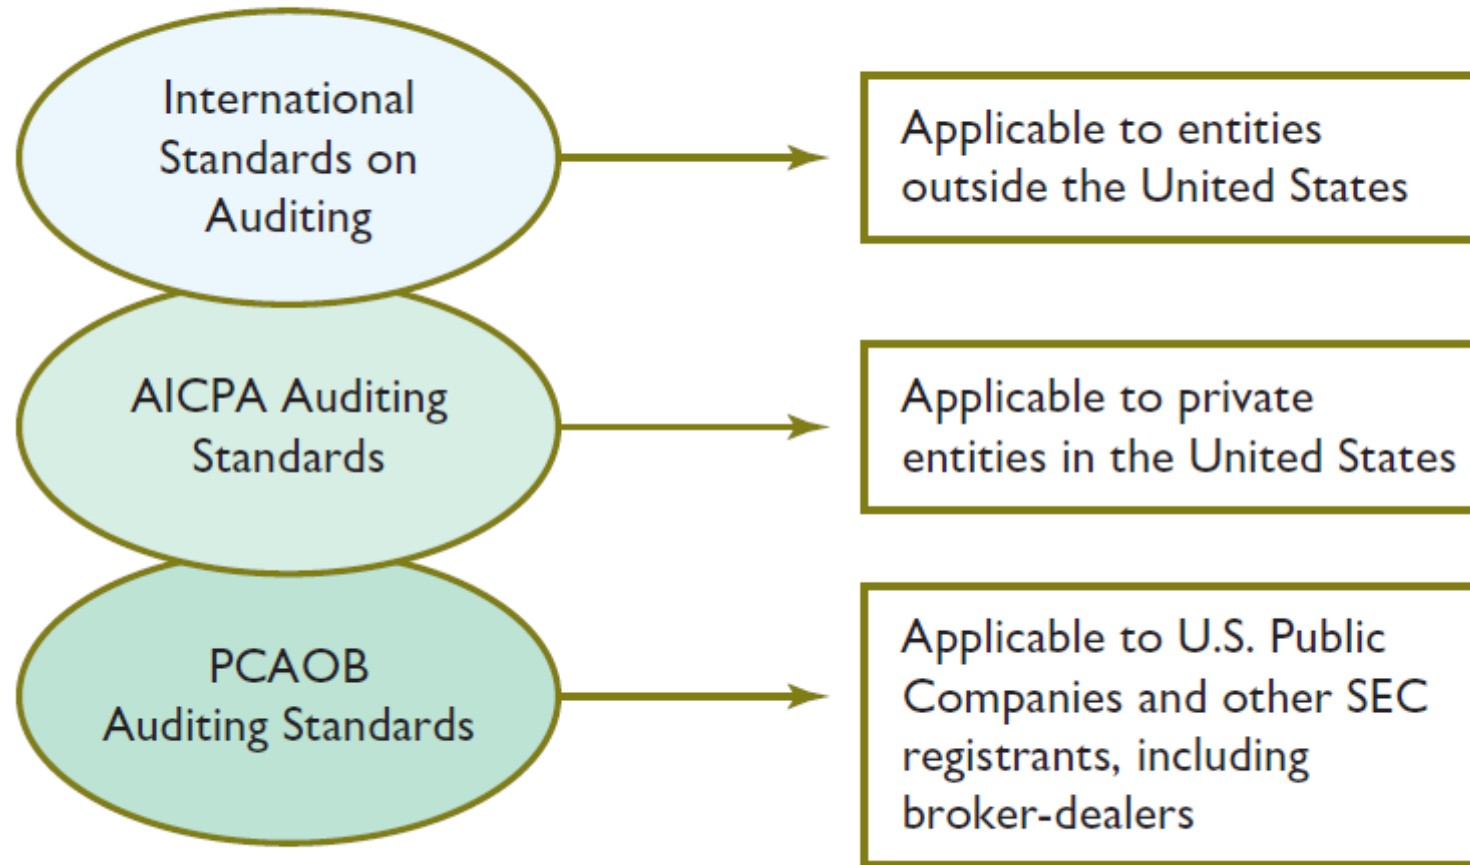 International
Standards on
Auditing
Applicable to entities
outside the United States
AICPA Auditing
Standards
Applicable to private
entities in the United States
PCAOB
Auditing Standards
Applicable to U.S. Public
Companies and other SEC
registrants, including
broker-dealers